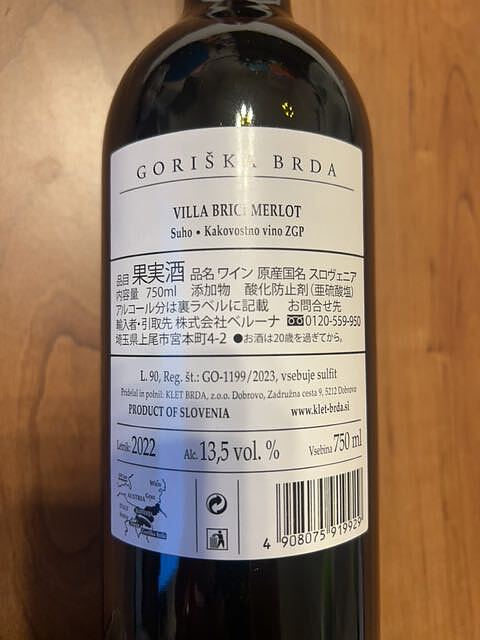 GORIŠKA BRDA
VILLA BRICI MERLOT
Suho • Kakovostno vino ZGP
品目 果実酒 品名 ワイン 原産国名 スロヴェニア
内容量 750ml 添加物 酸化防止剤(亜硫酸塩)
アルコール分は裏ラベルに記載 お問合せ先
輸入者・引取先 株式会社ベルーナ 0120-559-950
埼玉県上尾市宮本町4-2 ●お酒は20歳を過ぎてから。
L. 90, Reg. št.: GO-1199/2023, vsebuje sulfit
Pridelal in polnil: KLET BRDA, z.o.o. Dobrovo, Zadružna cesta 9, 5212 Dobrovo
PRODUCT OF SLOVENIA www.klet-brda.si
Letnik: 2022 Alc. 13,5 vol. % Vsebina 750 ml
Wien
AUSTRIA Graz
4 908075 919929